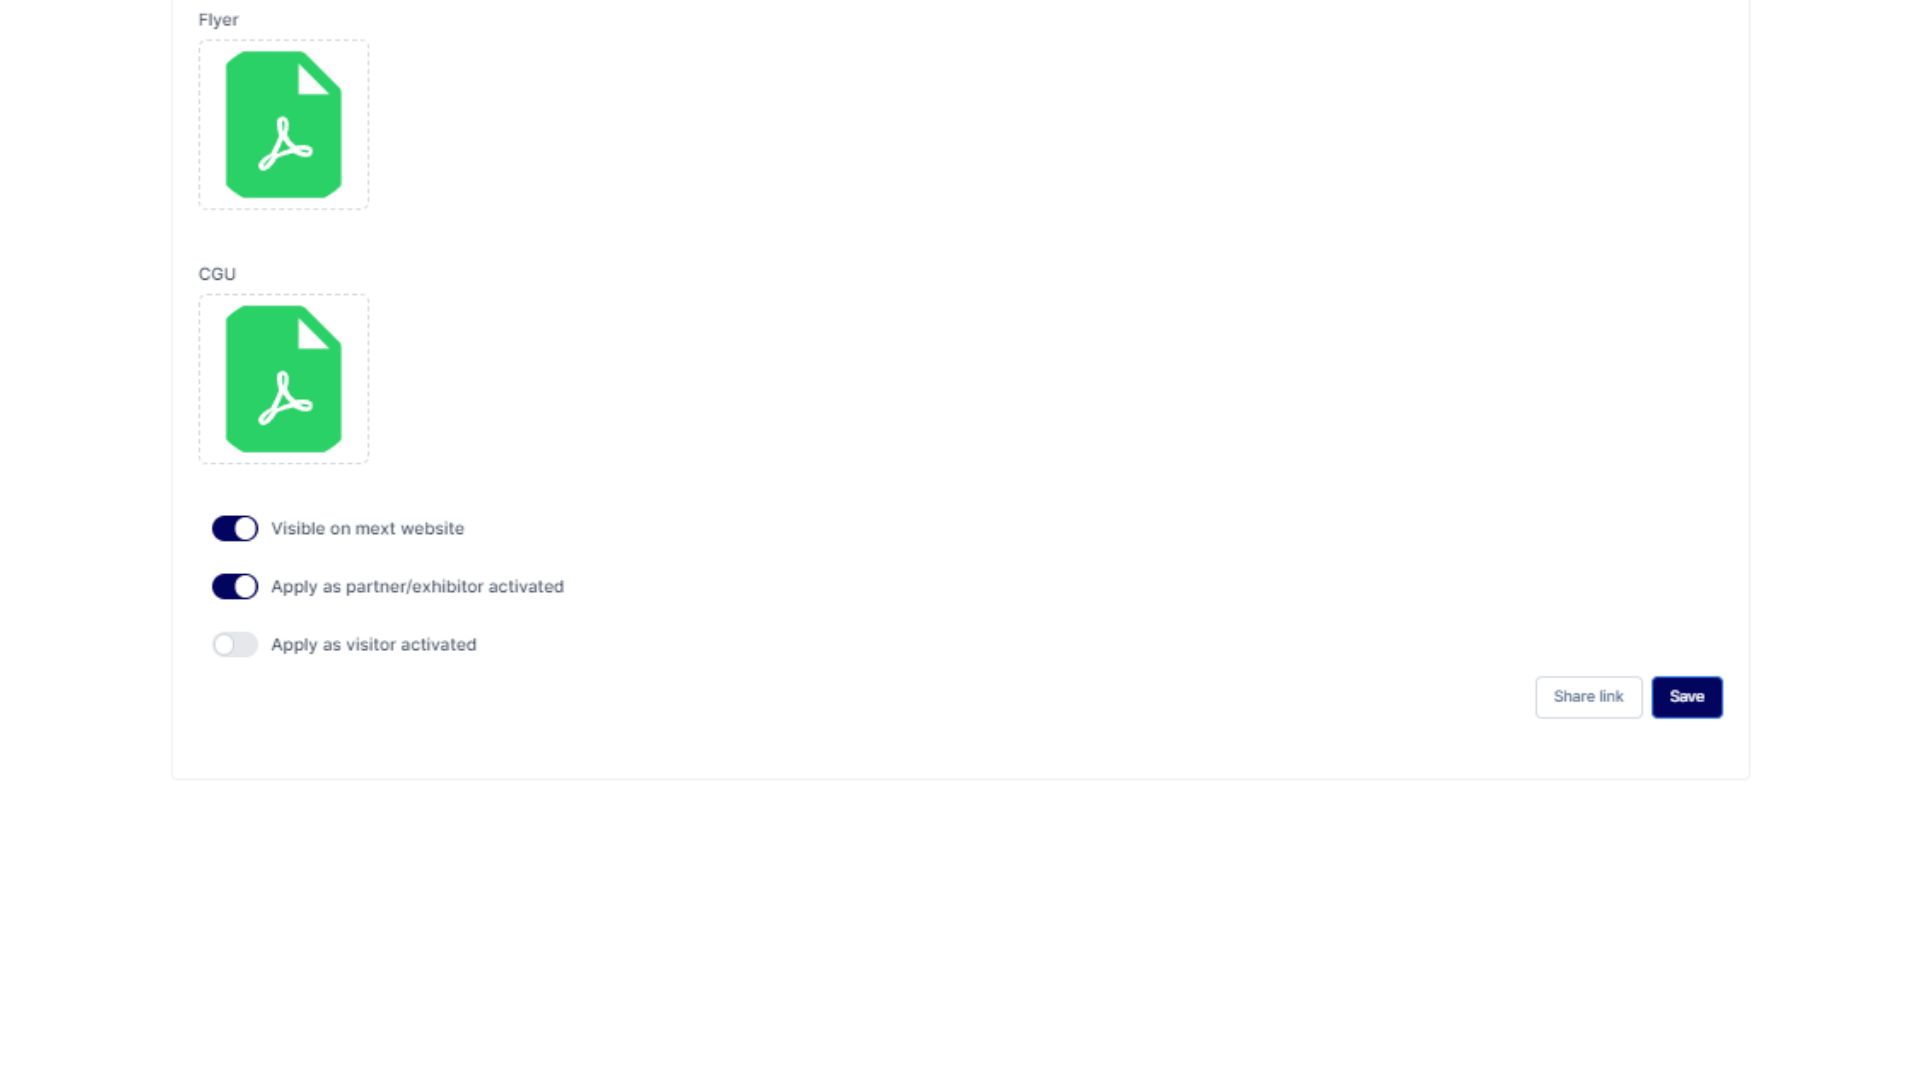 Flyer
CGU
Visible on mext website
Apply as partner/exhibitor activated
Apply as visitor activated
Share link
Save